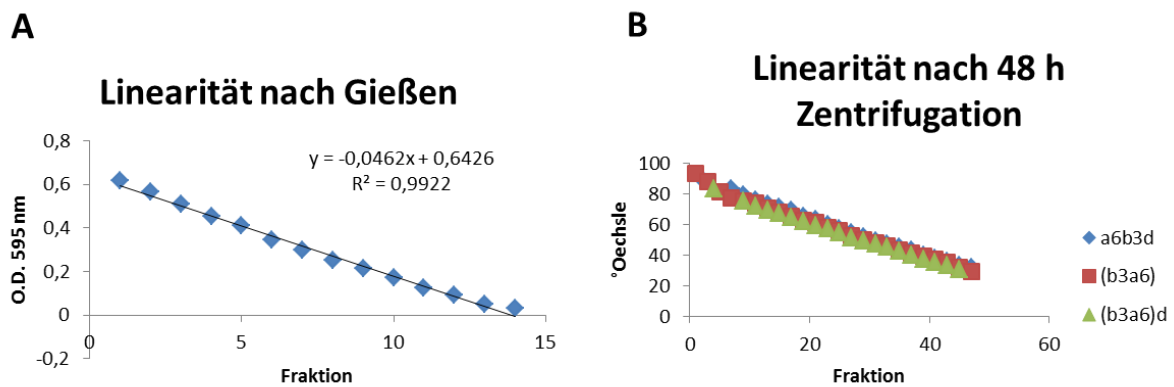 A
Linearität nach Gießen
y = -0,0462x + 0,6426
R² = 0,9922
O.D. 595 nm
0,8
0,6
0,4
0,2
0
-0,2
0
5
10
15
Fraktion
B
Linearität nach 48 h
Zentrifugation
°Oechsle
100
80
60
40
20
0
0
20
40
60
Fraktion
a6b3d
(b3a6)
(b3a6)d